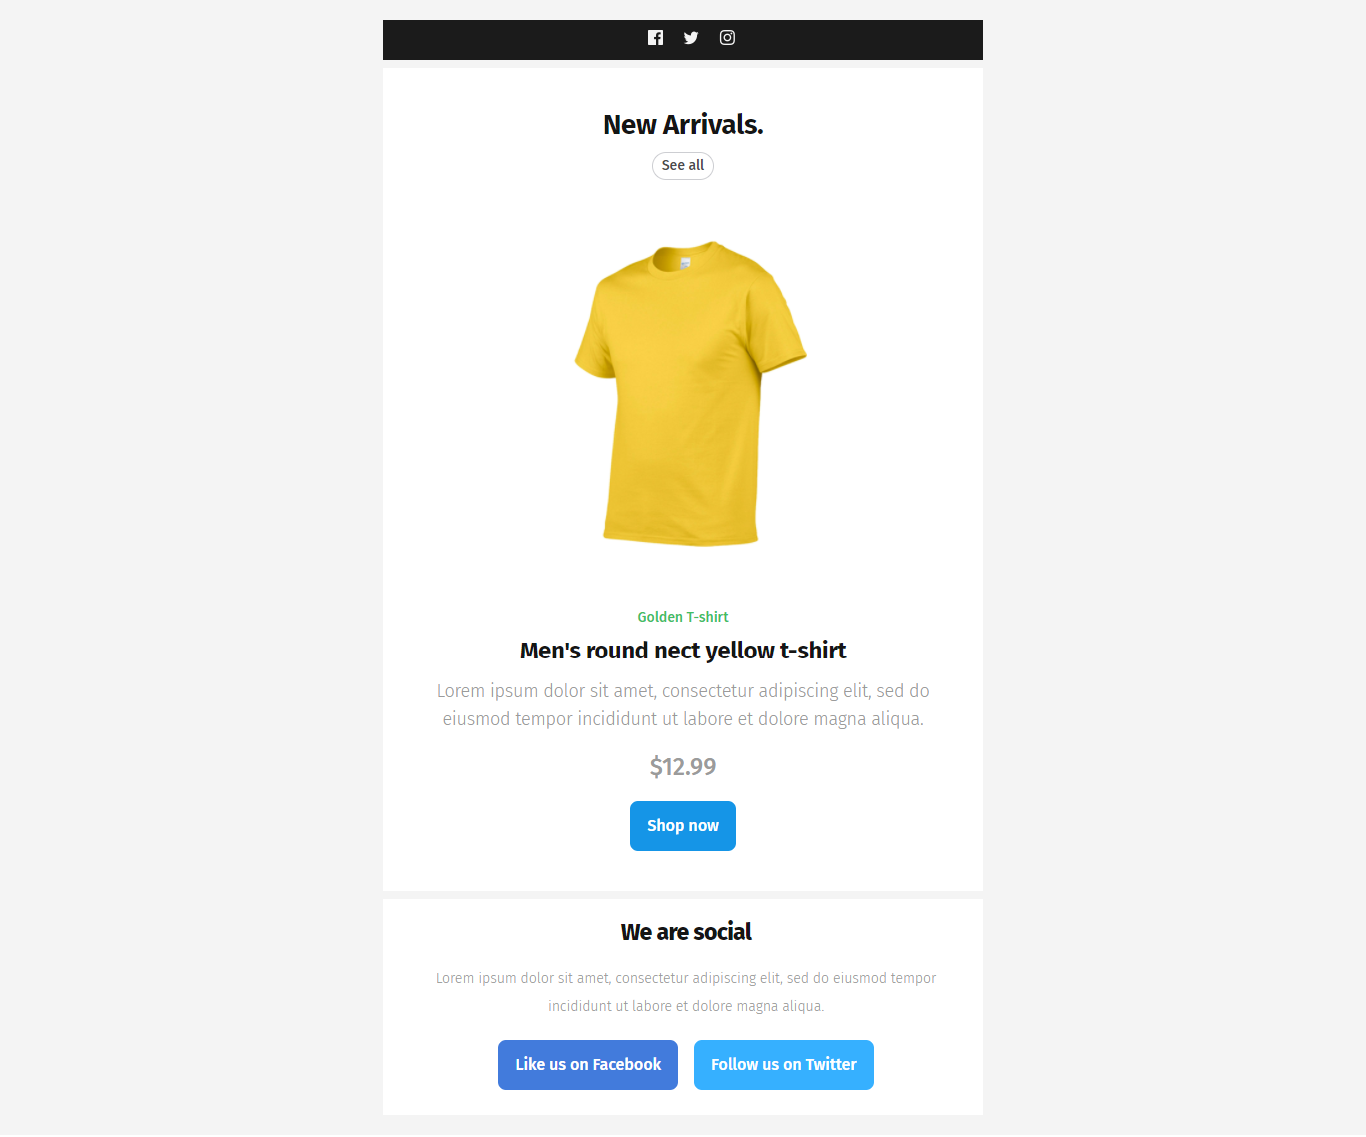 New Arrivals.
See all
Golden T-shirt
Men's round nect yellow t-shirt
Lorem ipsum dolor sit amet, consectetur adipiscing elit, sed do
eiusmod tempor incididunt ut labore et dolore magna aliqua.
$12.99
Shop now
We are social
Lorem ipsum dolor sit amet, consectetur adipiscing elit, sed do eiusmod tempor
incididunt ut labore et dolore magna aliqua.
Like us on Facebook
Follow us on Twitter